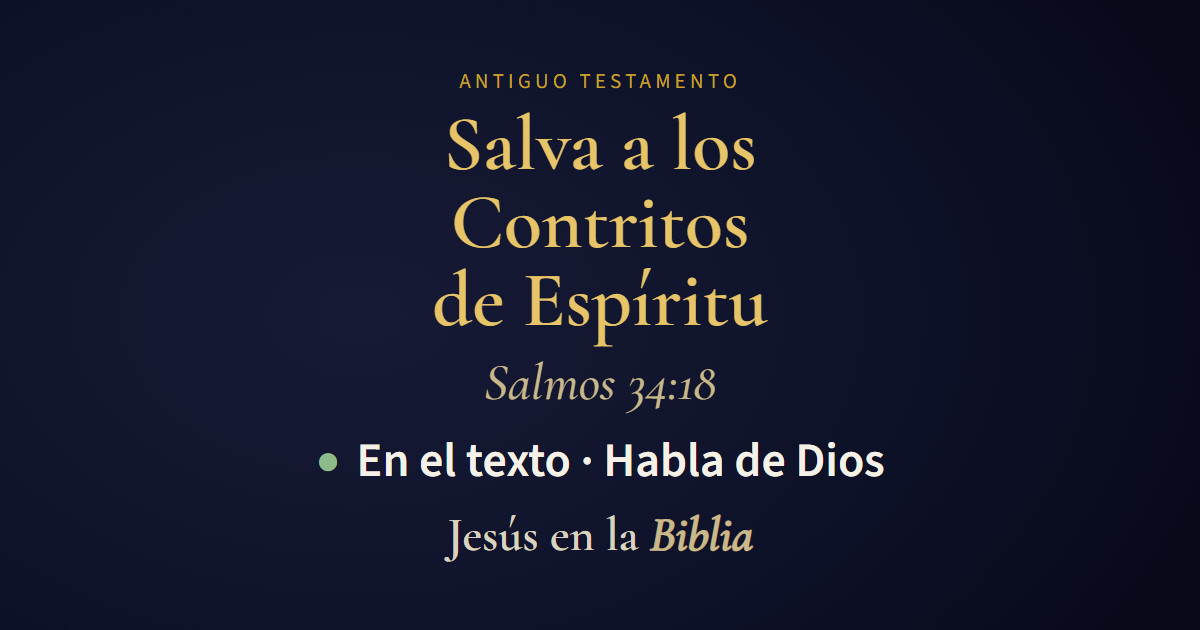 ANTIGUO TESTAMENTO
Salva a los
Contritos
de Espíritu
Salmos 34:18
• En el texto · Habla de Dios
Jesús en la Biblia